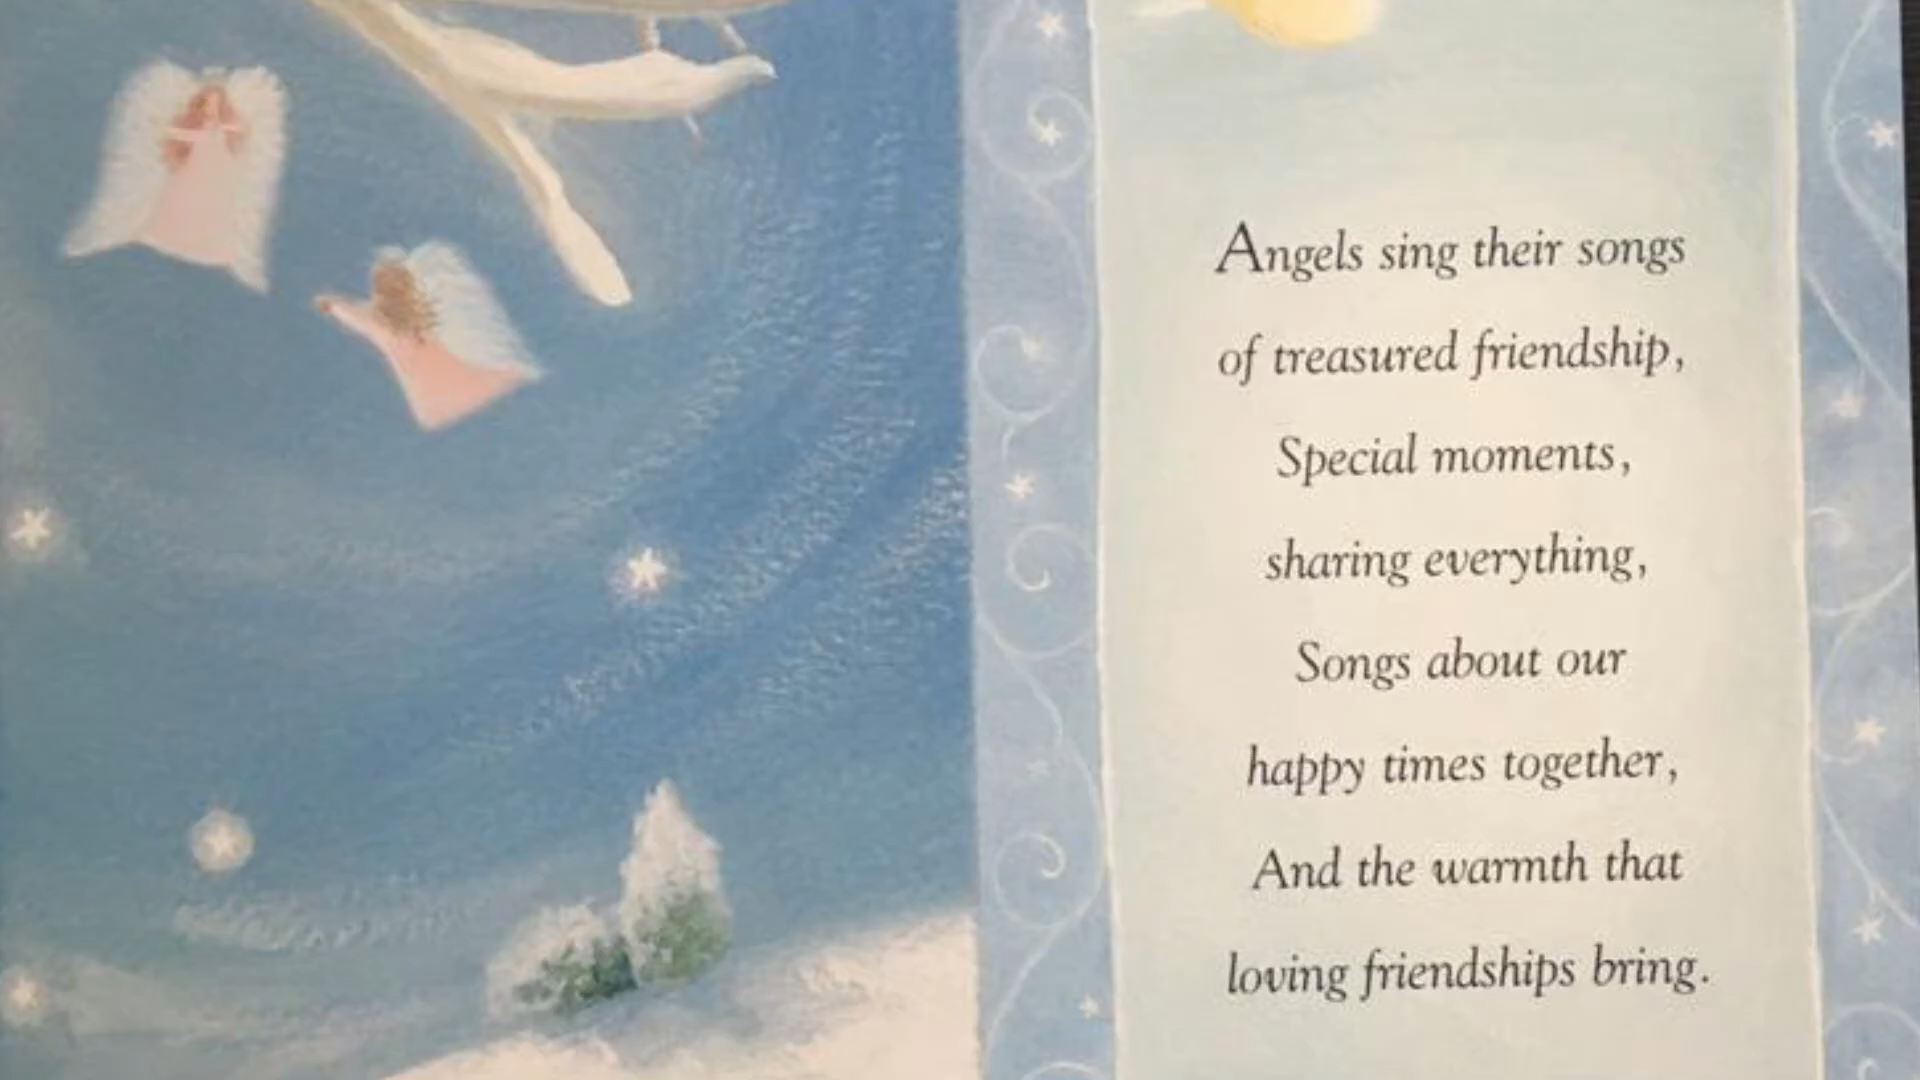 Angels sing their songs
of treasured friendship,
Special moments,
sharing everything,
Songs about our
happy times together,
And the warmth that
loving friendships bring.